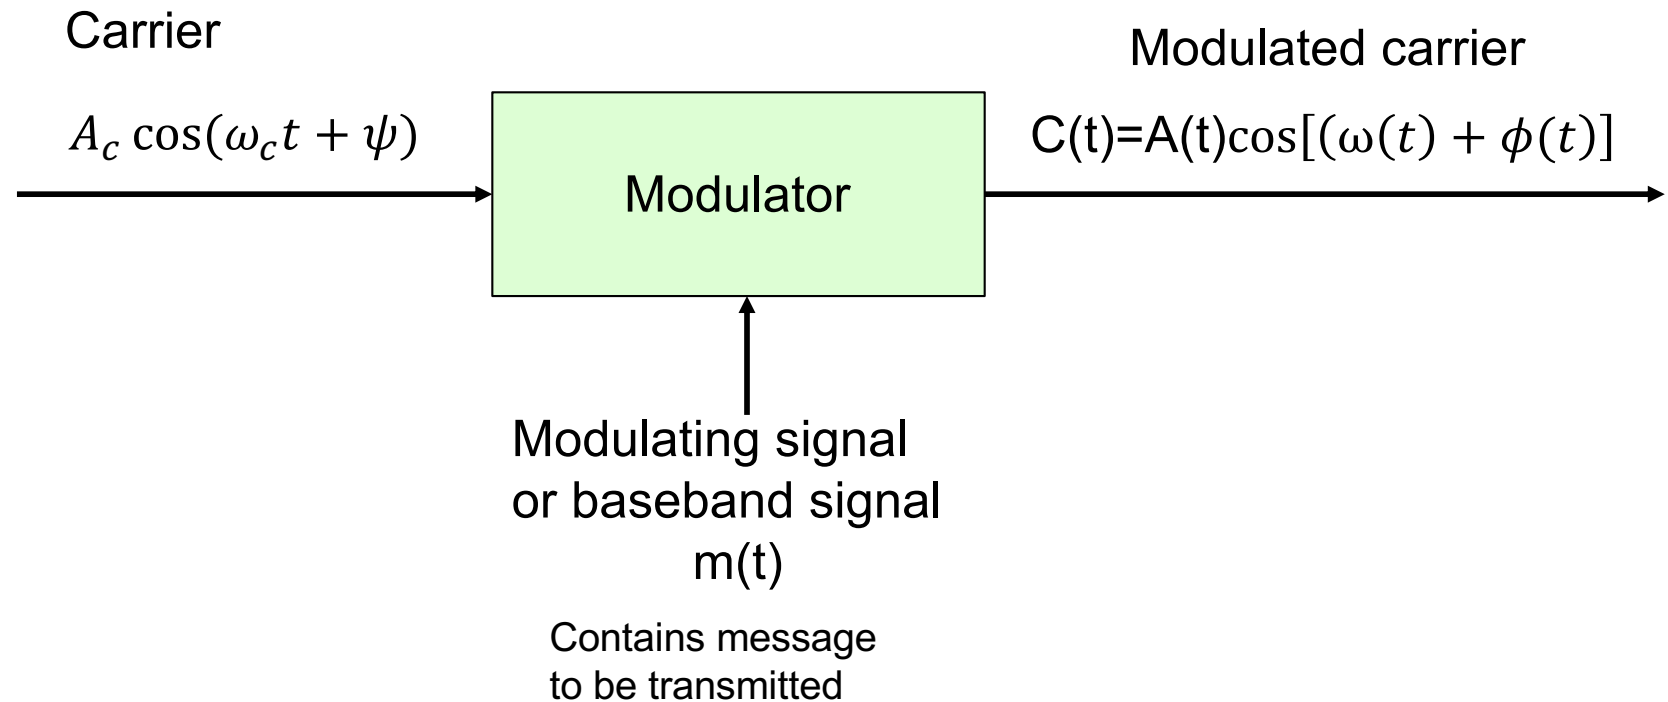 Carrier
Modulated carrier
A_c cos(ω_c t + ψ)
C(t)=A(t)cos[(ω(t) + ϕ(t)]
Modulator
Modulating signal
or baseband signal
m(t)
Contains message
to be transmitted